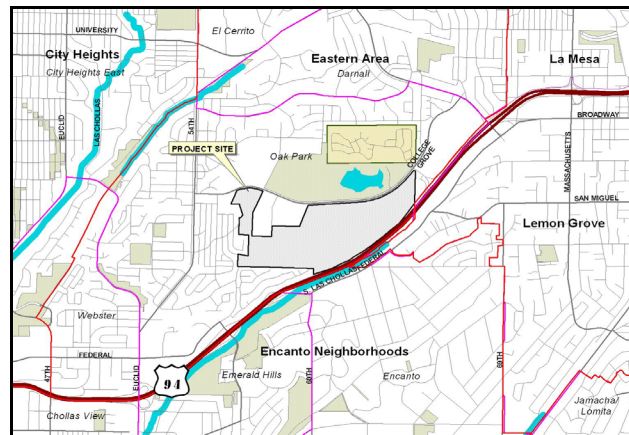 UNIVERSITY
El Cerrito
City Heights
City Heights East
Eastern Area
Darnall
La Mesa
BROADWAY
EUCLID
LAS CHOLLAS
54TH
MASSACHUSETTS
PROJECT SITE
Oak Park
COLLEGE
GROVE
SAN MIGUEL
Lemon Grove
S. LAS CHOLLAS
FEDERAL
Webster
FEDERAL
47TH
EUCLID
94
Encanto Neighborhoods
Emerald Hills
60TH
Encanto
69TH
Chollas View
Jamacha/
Lomita